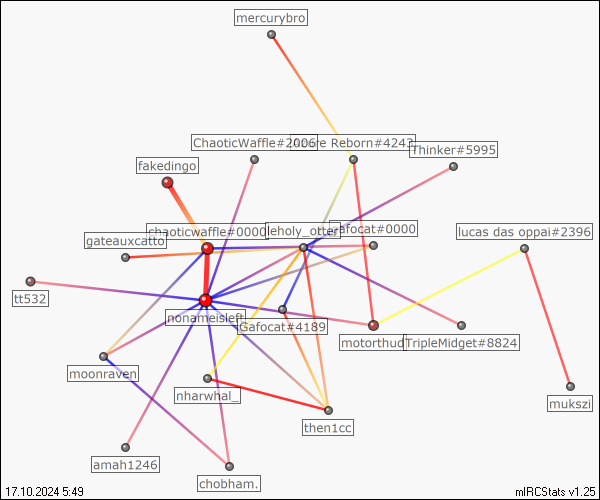 mercurybro
ChaoticWaffle#2006
Reborn#4243
Thinker#5995
fakedingo
chaoticwaffle#0000
leholy_otter
afocat#0000
lucas das oppai#2396
gateauxcatto
tt532
nonameisleft
Gafocat#4189
motorthud
TripleMidget#8824
moonraven
nharwhal_
mukszi
then1cc
amah1246
chobham.
17.10.2024 5:49
mIRCStats v1.25